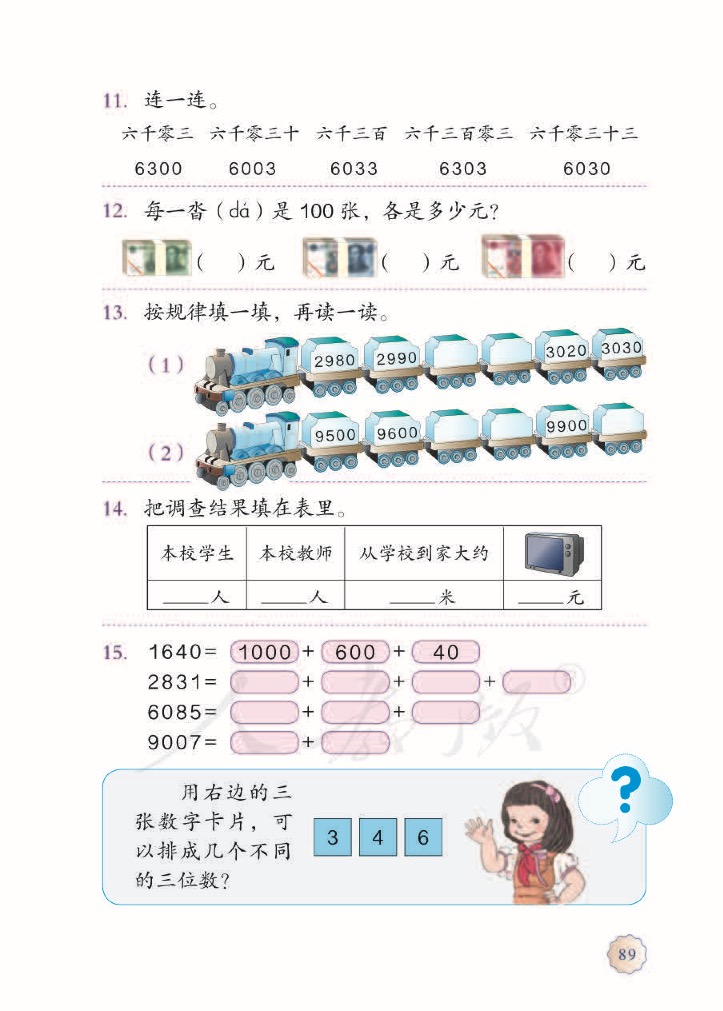 11. 连一连。
六千零三 六千零三十 六千三百 六千三百零三 六千零三十三
6300 6003 6033 6303 6030
12. 每一沓（dá）是 100 张，各是多少元？
（ ）元 （ ）元 （ ）元
13. 按规律填一填，再读一读。
（1） 2980 2990 3020 3030
（2） 9500 9600 9900
14. 把调查结果填在表里。
本校学生 本校教师 从学校到家大约
____人 ____人 ____米 ____元
15. 1640= 1000 + 600 + 40
2831= + + +
6085= + +
9007= +
用右边的三
张数字卡片，可
以排成几个不同
的三位数？
3 4 6
?
89